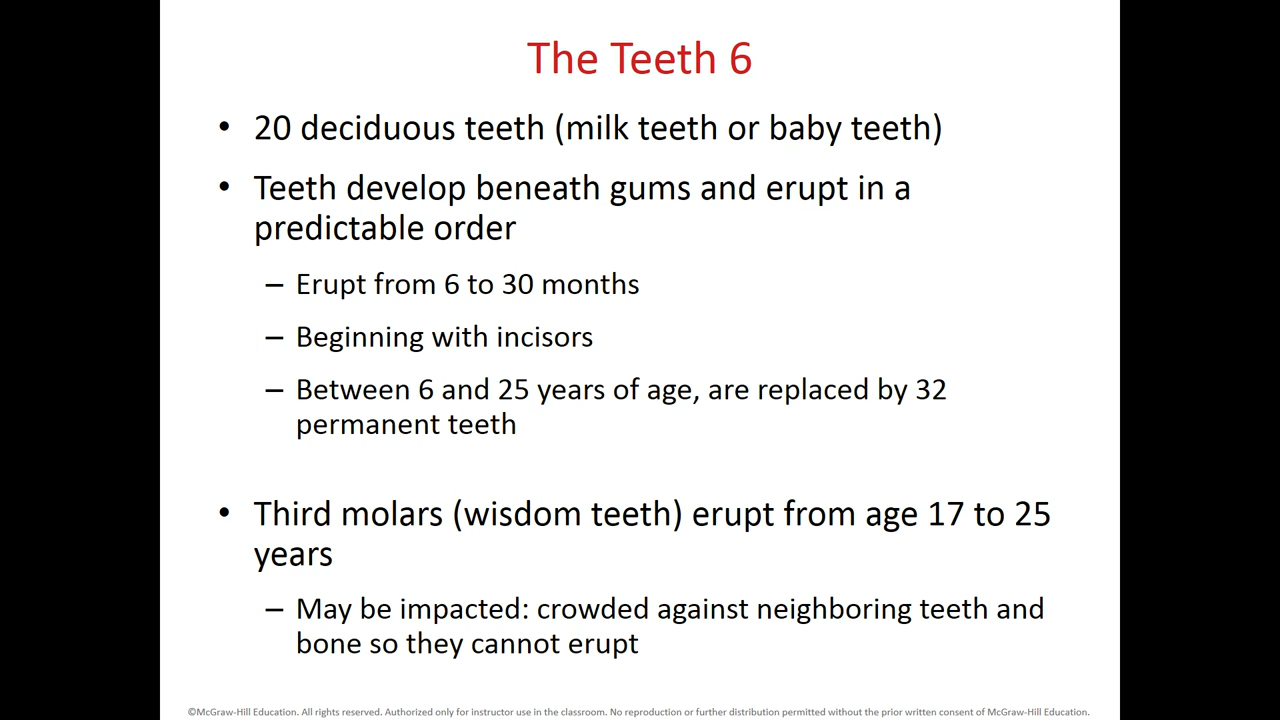 The Teeth 6
• 20 deciduous teeth (milk teeth or baby teeth)
• Teeth develop beneath gums and erupt in a
predictable order
– Erupt from 6 to 30 months
– Beginning with incisors
– Between 6 and 25 years of age, are replaced by 32
permanent teeth
• Third molars (wisdom teeth) erupt from age 17 to 25
years
– May be impacted: crowded against neighboring teeth and
bone so they cannot erupt
©McGraw-Hill Education. All rights reserved. Authorized only for instructor use in the classroom. No reproduction or further distribution permitted without the prior written consent of McGraw-Hill Education.